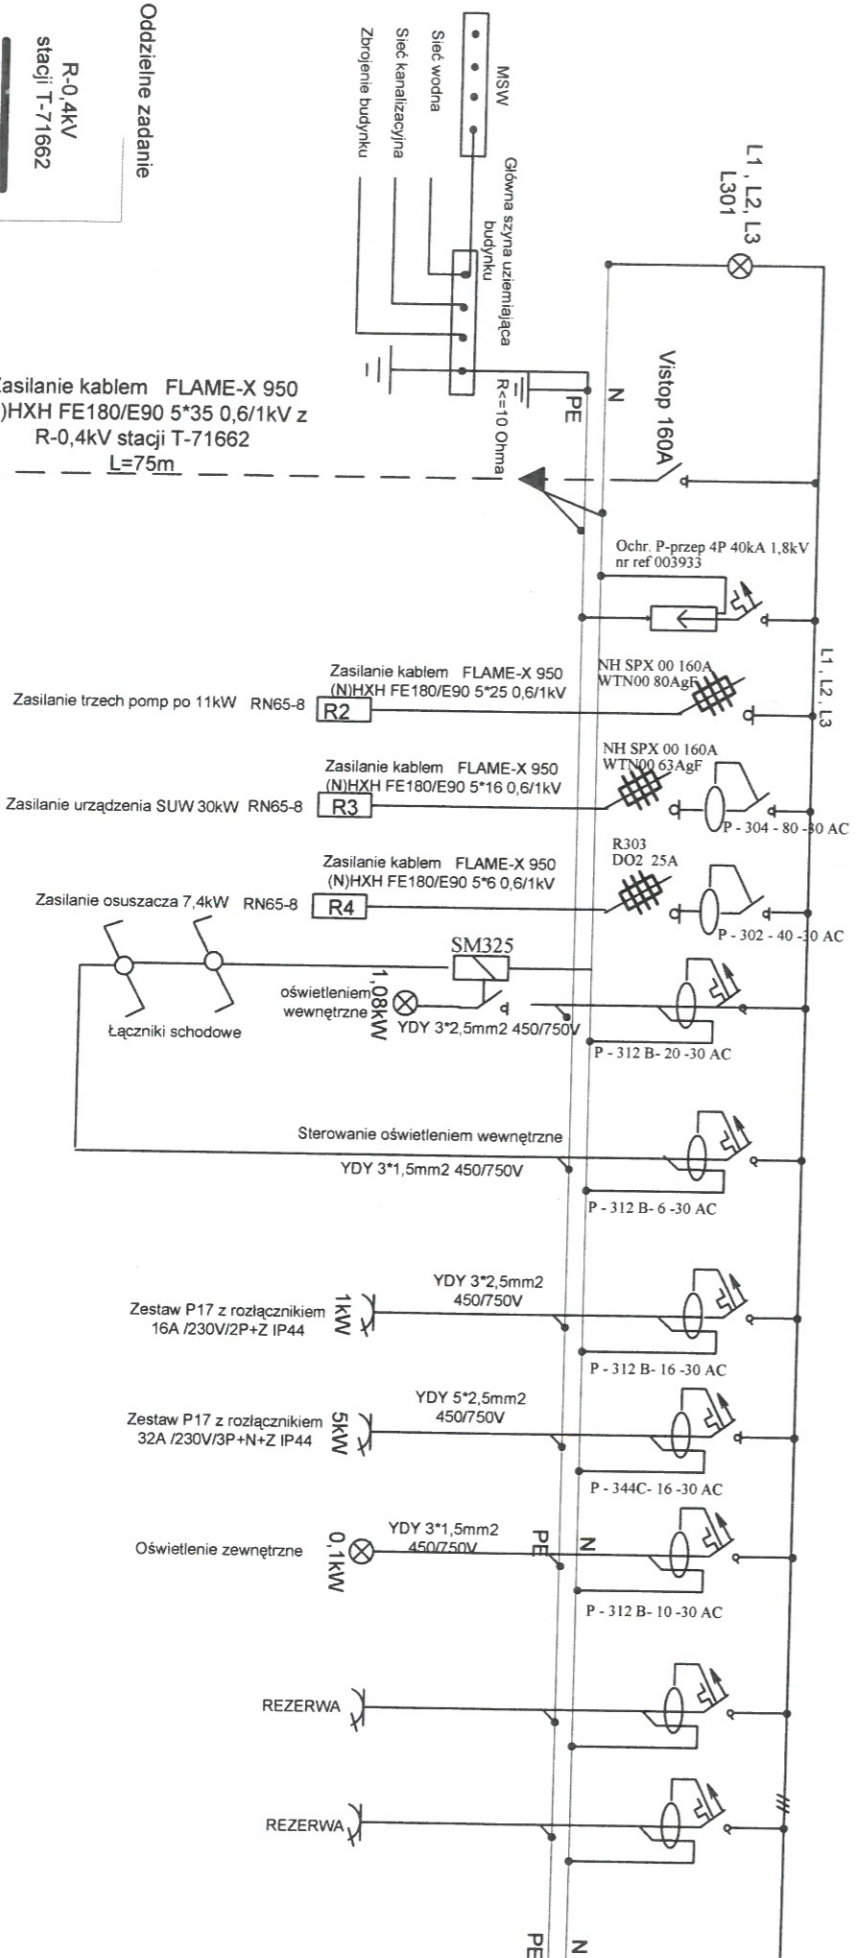 Oddzielne zadanie
R-0,4kV
stacji T-71662
MSW
Sieć wodna
Sieć kanalizacyjna
Zbrojenie budynku
Główna szyna uziemiająca
budynku
L1 , L2, L3
L301
R<=10 Ohma
PE
N
Vistop 160A
kablem FLAME-X 950
)HXH FE180/E90 5*35 0,6/1kV z
R-0,4kV stacji T-71662
L=75m
Ochr. P-przep 4P 40kA 1,8kV
nr ref 003933
L1 , L2 , L3
NH SPX 00 160A
WTN00 80AgF
Zasilanie kablem FLAME-X 950
(N)HXH FE180/E90 5*25 0,6/1kV
Zasilanie trzech pomp po 11kW RN65-8
R2
NH SPX 00 160A
WTN00 63AgF
Zasilanie kablem FLAME-X 950
(N)HXH FE180/E90 5*16 0,6/1kV
Zasilanie urządzenia SUW 30kW RN65-8
R3
P - 304 - 80 -30 AC
R303
DO2 25A
Zasilanie kablem FLAME-X 950
(N)HXH FE180/E90 5*6 0,6/1kV
Zasilanie osuszacza 7,4kW RN65-8
R4
P - 302 - 40 -30 AC
SM325
oświetleniem
wewnętrzne
1,08kW
Łączniki schodowe
YDY 3*2,5mm2 450/750V
P - 312 B- 20 -30 AC
Sterowanie oświetleniem wewnętrzne
YDY 3*1,5mm2 450/750V
P - 312 B- 6 -30 AC
YDY 3*2,5mm2
450/750V
Zestaw P17 z rozłącznikiem
16A /230V/2P+Z IP44
1kW
P - 312 B- 16 -30 AC
YDY 5*2,5mm2
450/750V
Zestaw P17 z rozłącznikiem
32A /230V/3P+N+Z IP44
5kW
P - 344C- 16 -30 AC
YDY 3*1,5mm2
450/750V
PE
N
Oświetlenie zewnętrzne
0,1kW
P - 312 B- 10 -30 AC
REZERWA
REZERWA
PE
N